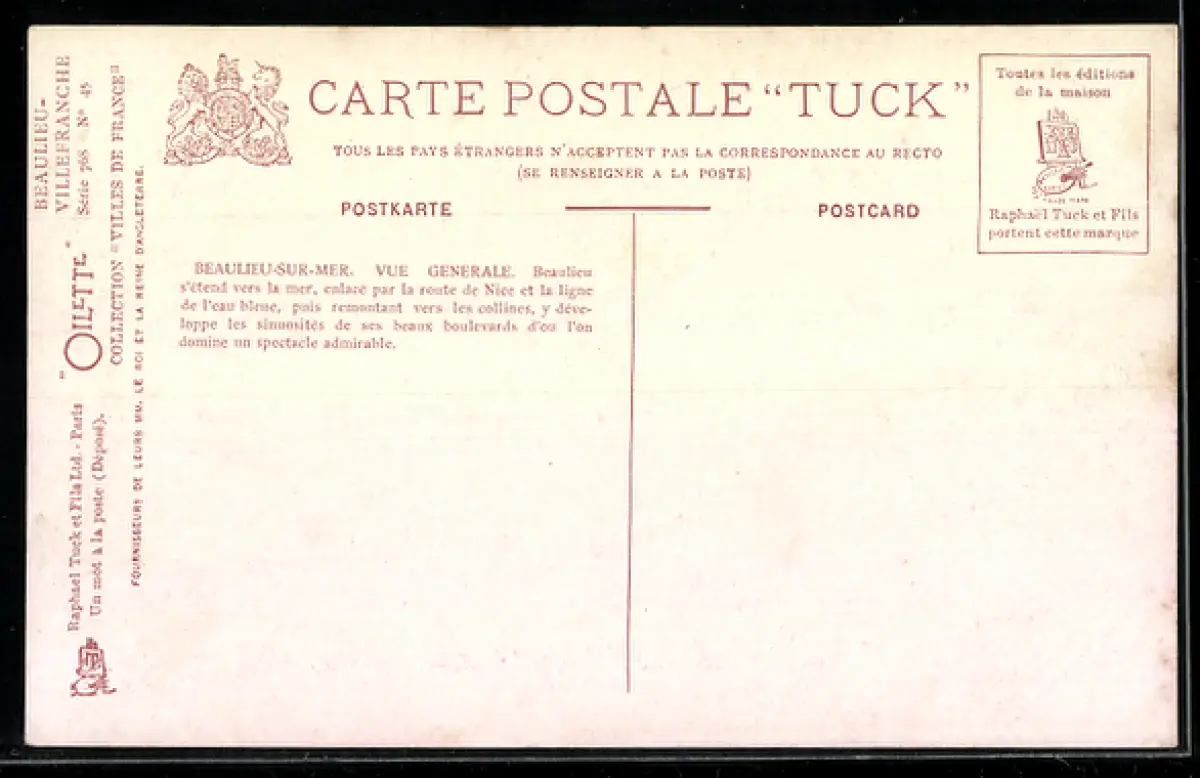 CARTE POSTALE “TUCK”
TOUS LES PAYS ÉTRANGERS N'ACCEPTENT PAS LA CORRESPONDANCE AU RECTO
(SE RENSEIGNER A LA POSTE)
POSTKARTE
POSTCARD
Toutes les éditions
de la maison
Raphaël Tuck et Fils
portent cette marque
BEAULIEU-SUR-MER. VUE GENERALE. Beaulieu
s'étend vers la mer, enlacé par la route de Nice et la ligne
de l'eau bleue, puis remontant vers les collines, y déve-
loppe les sinuosités de ses beaux boulevards d'ou l'on
domine un spectacle admirable.
BEAULIEU-
VILLEFRANCHE
Série 768 - N° 45
“OILETTE”
COLLECTION “VILLES DE FRANCE”
Raphael Tuck et Fils Ltd. - Paris
Un mot à la poste (Déposé).
FOURNISSEURS DE LEURS MM. LE ROI ET LA REINE D'ANGLETERRE.